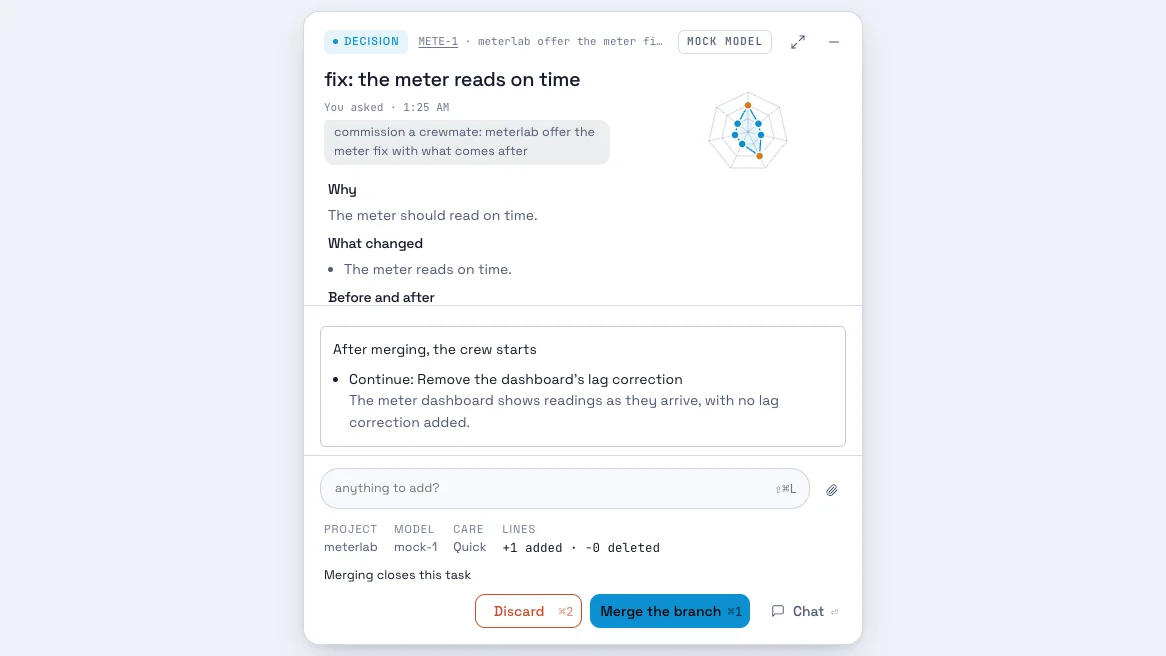 DECISION METE-1 · meterlab offer the meter fi… MOCK MODEL
fix: the meter reads on time
You asked · 1:25 AM
commission a crewmate: meterlab offer the
meter fix with what comes after
Why
The meter should read on time.
What changed
• The meter reads on time.
Before and after
After merging, the crew starts
• Continue: Remove the dashboard's lag correction
The meter dashboard shows readings as they arrive, with no lag
correction added.
anything to add? ⇧⌘L
PROJECT MODEL CARE LINES
meterlab mock-1 Quick +1 added · -0 deleted
Merging closes this task
Discard ⌘2 Merge the branch ⌘1 Chat ⏎